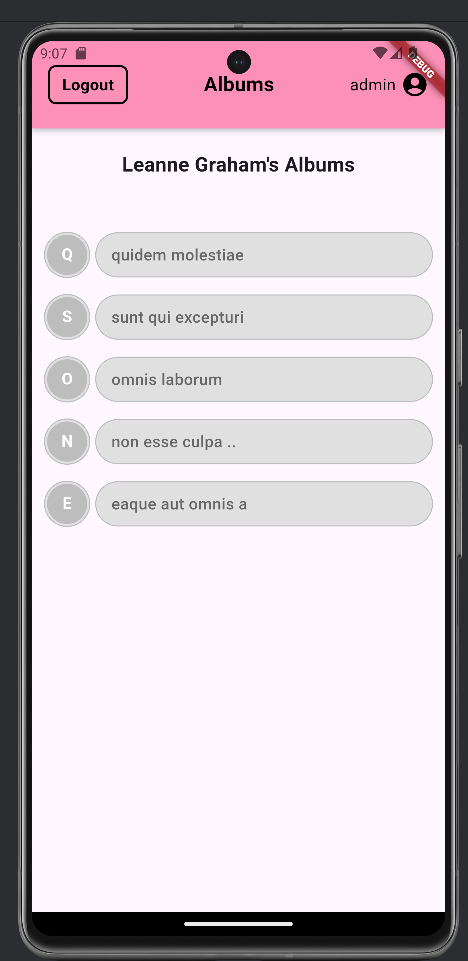 9:07
DEBUG
Logout
Albums
admin
Leanne Graham's Albums
Q quidem molestiae
S sunt qui excepturi
O omnis laborum
N non esse culpa ..
E eaque aut omnis a